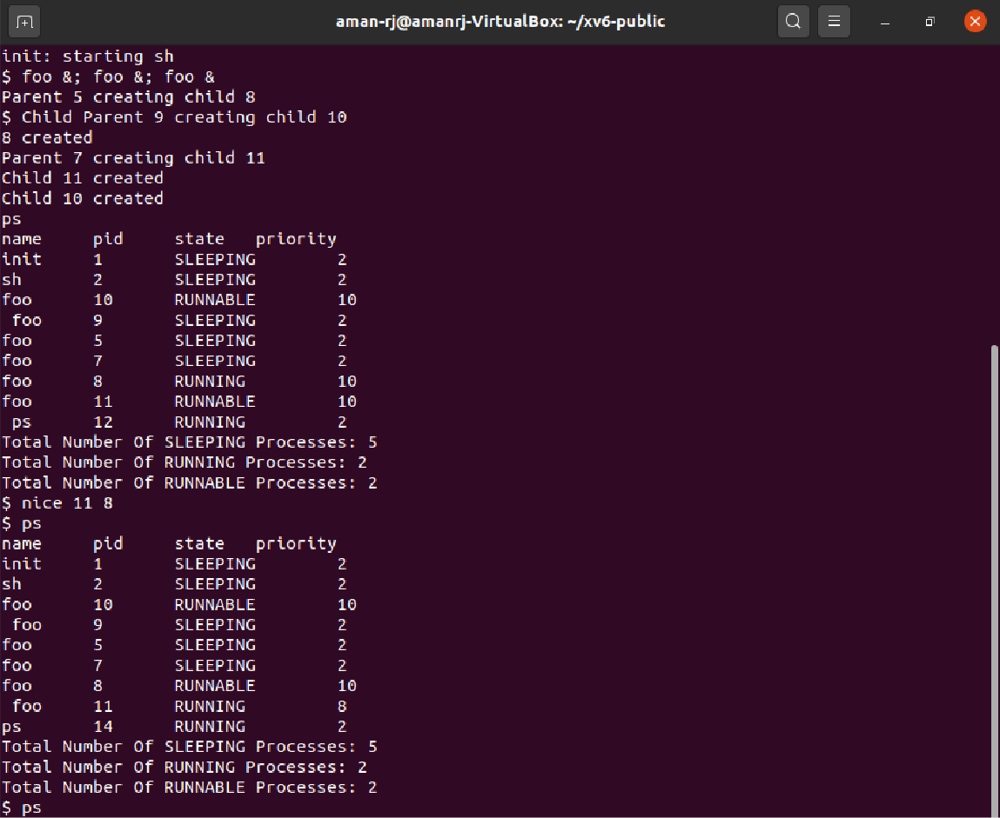 aman-rj@amanrj-VirtualBox: ~/xv6-public
init: starting sh
$ foo &; foo &; foo &
Parent 5 creating child 8
$ Child Parent 9 creating child 10
8 created
Parent 7 creating child 11
Child 11 created
Child 10 created
ps
name     pid     state   priority
init     1       SLEEPING        2
sh       2       SLEEPING        2
foo      10      RUNNABLE        10
 foo     9       SLEEPING        2
foo      5       SLEEPING        2
foo      7       SLEEPING        2
foo      8       RUNNING         10
foo      11      RUNNABLE        10
 ps      12      RUNNING         2
Total Number Of SLEEPING Processes: 5
Total Number Of RUNNING Processes: 2
Total Number Of RUNNABLE Processes: 2
$ nice 11 8
$ ps
name     pid     state   priority
init     1       SLEEPING        2
sh       2       SLEEPING        2
foo      10      RUNNABLE        10
 foo     9       SLEEPING        2
foo      5       SLEEPING        2
foo      7       SLEEPING        2
foo      8       RUNNABLE        10
 foo     11      RUNNING         8
ps       14      RUNNING         2
Total Number Of SLEEPING Processes: 5
Total Number Of RUNNING Processes: 2
Total Number Of RUNNABLE Processes: 2
$ ps